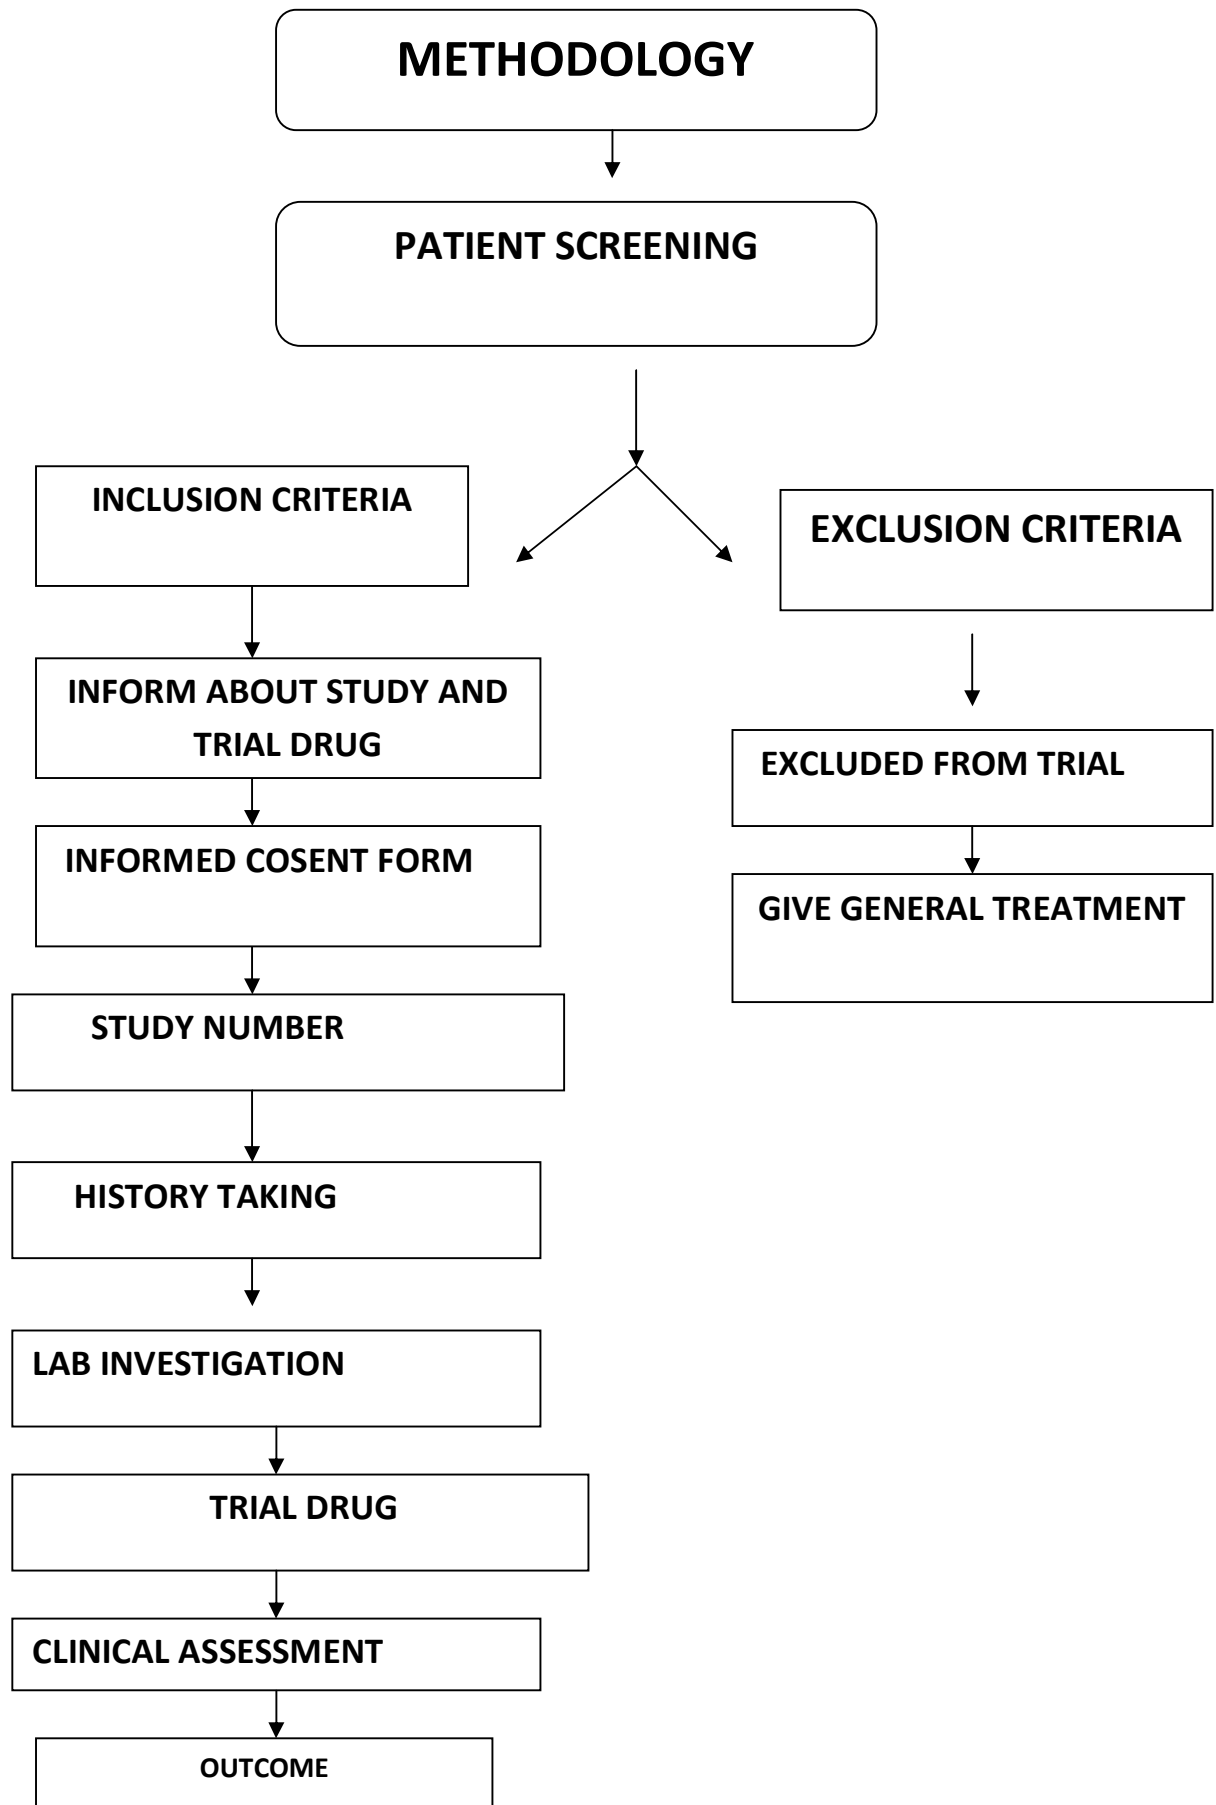 METHODOLOGY
PATIENT SCREENING
INCLUSION CRITERIA
EXCLUSION CRITERIA
INFORM ABOUT STUDY AND
TRIAL DRUG
EXCLUDED FROM TRIAL
INFORMED COSENT FORM
GIVE GENERAL TREATMENT
STUDY NUMBER
HISTORY TAKING
LAB INVESTIGATION
TRIAL DRUG
CLINICAL ASSESSMENT
OUTCOME